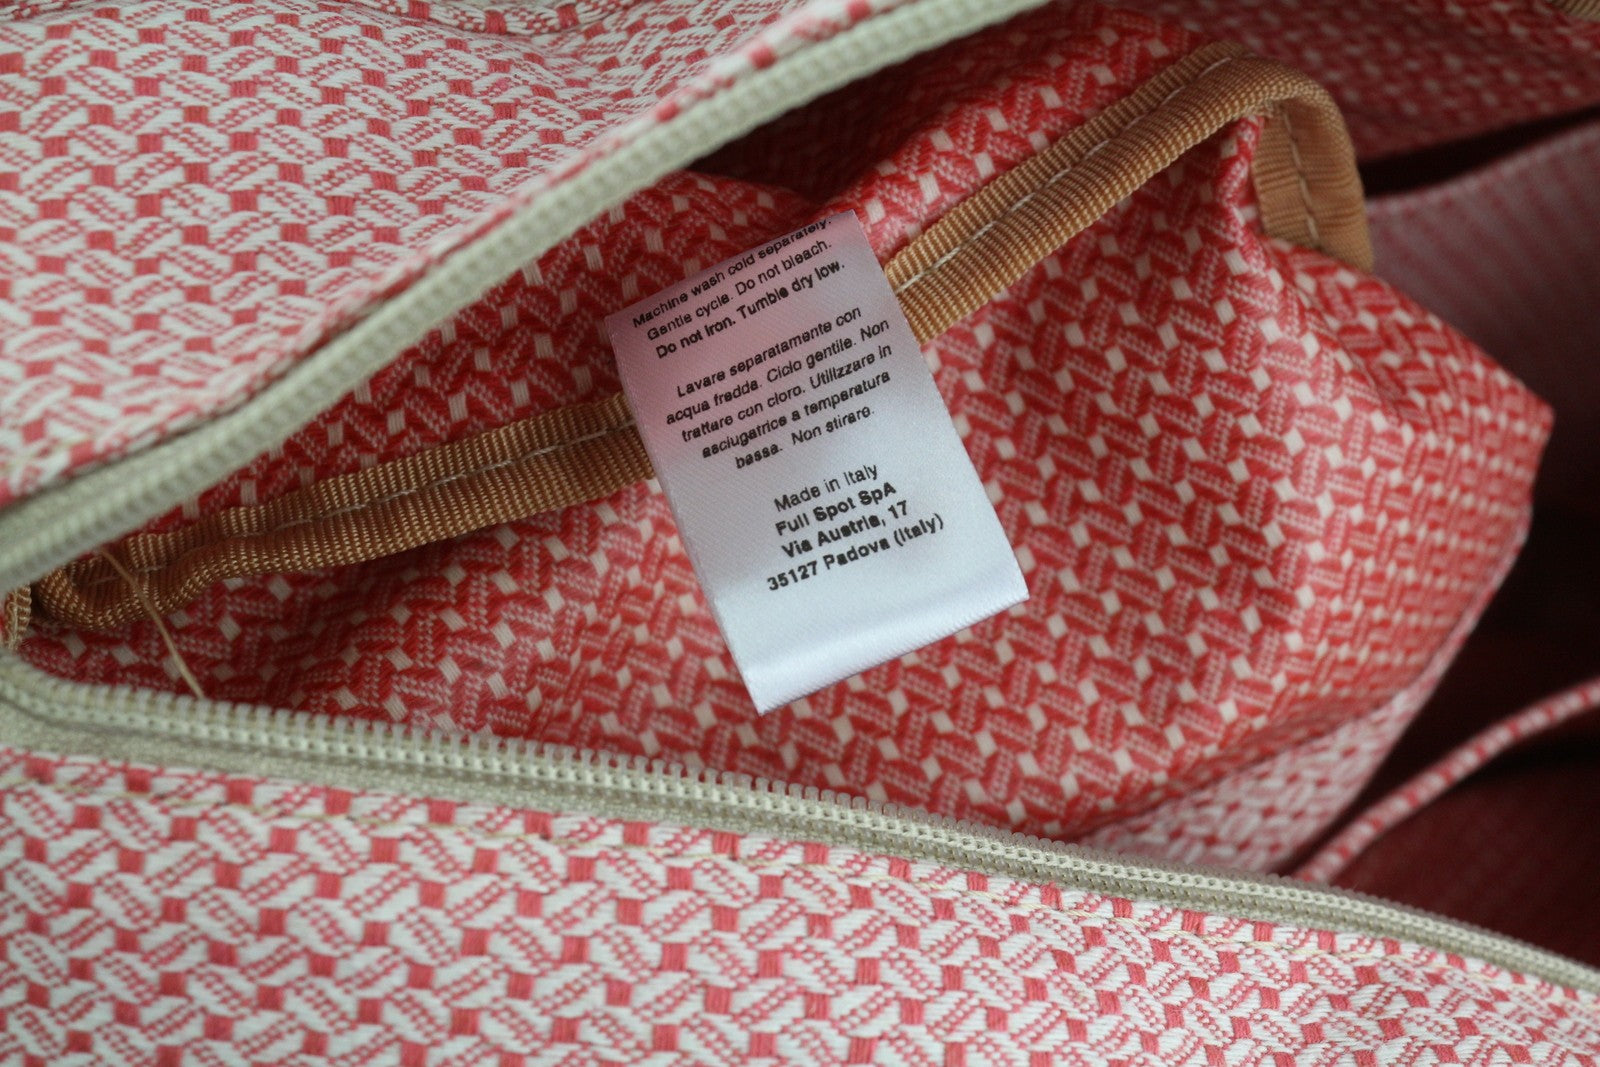 Machine wash cold separately.
Gentle cycle. Do not bleach.
Do not iron. Tumble dry low.
Lavare separatamente con
acqua fredda. Ciclo gentile. Non
trattare con cloro. Utilizzare in
asciugatrice a temperatura
bassa. Non stirare.
Made in Italy
Full Spot SpA
Via Austria, 17
35127 Padova (Italy)